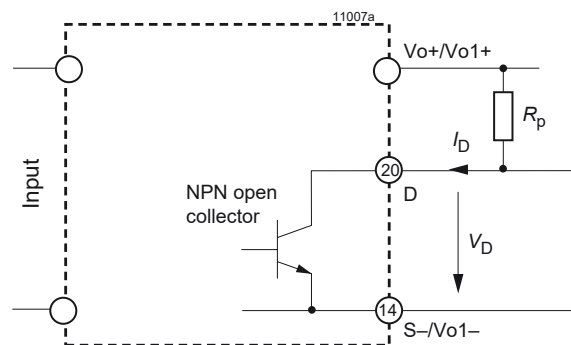 11007a
Vo+/Vo1+
Rp
ID
20
D
NPN open
collector
Input
VD
14
S–/Vo1–